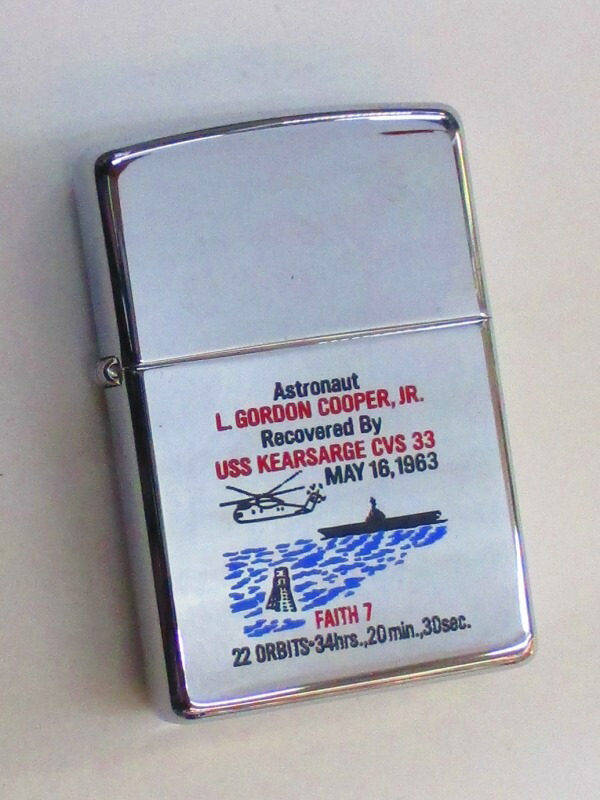 Astronaut
L. GORDON COOPER, JR.
Recovered By
USS KEARSARGE CVS 33
MAY 16, 1963
FAITH 7
22 ORBITS-34hrs., 20 min., 30sec.